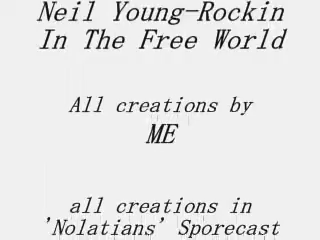 Neil Young-Rockin
In The Free World
All creations by
ME
all creations in
'Nolatians' Sporecast